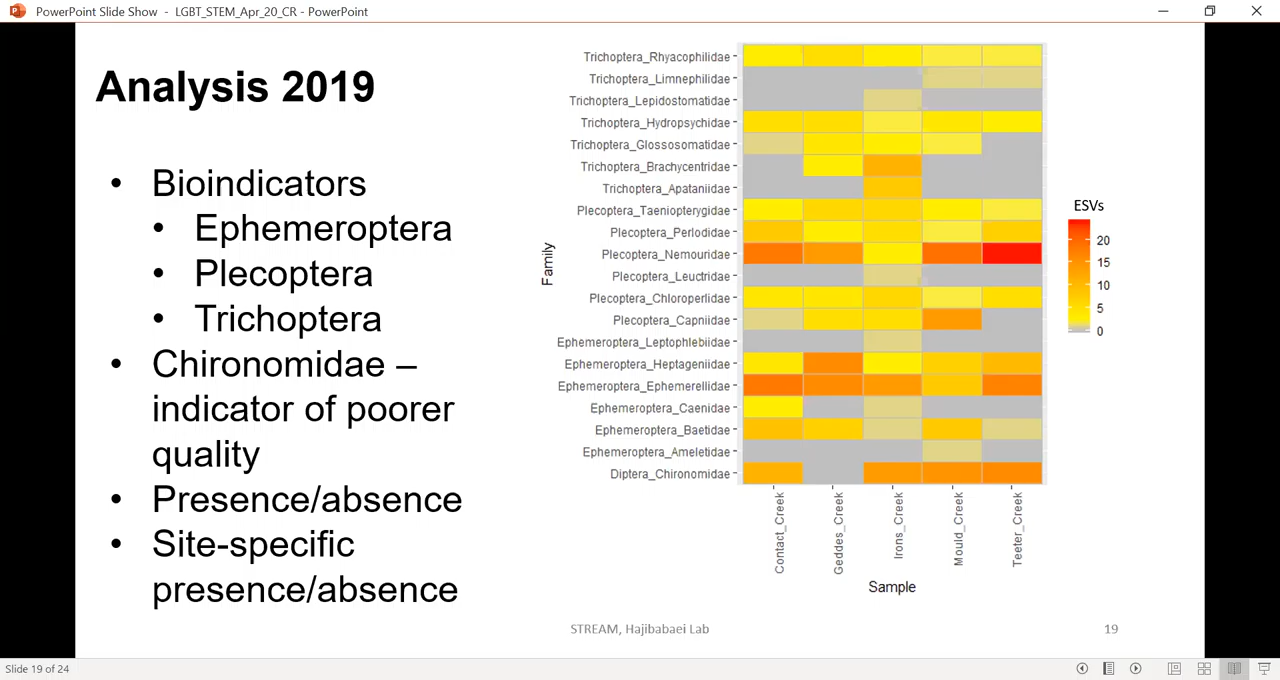 PowerPoint Slide Show - LGBT_STEM_Apr_20_CR - PowerPoint
Analysis 2019
• Bioindicators
• Ephemeroptera
• Plecoptera
• Trichoptera
• Chironomidae –
indicator of poorer
quality
• Presence/absence
• Site-specific
presence/absence
Family
Trichoptera_Rhyacophilidae
Trichoptera_Limnephilidae
Trichoptera_Lepidostomatidae
Trichoptera_Hydropsychidae
Trichoptera_Glossosomatidae
Trichoptera_Brachycentridae
Trichoptera_Apataniidae
Plecoptera_Taeniopterygidae
Plecoptera_Perlodidae
Plecoptera_Nemouridae
Plecoptera_Leuctridae
Plecoptera_Chloroperlidae
Plecoptera_Capniidae
Ephemeroptera_Leptophlebiidae
Ephemeroptera_Heptageniidae
Ephemeroptera_Ephemerellidae
Ephemeroptera_Caenidae
Ephemeroptera_Baetidae
Ephemeroptera_Ameletidae
Diptera_Chironomidae
Contact_Creek
Geddes_Creek
Irons_Creek
Mould_Creek
Teeter_Creek
Sample
ESVs
20
15
10
5
0
STREAM, Hajibabaei Lab
19
Slide 19 of 24